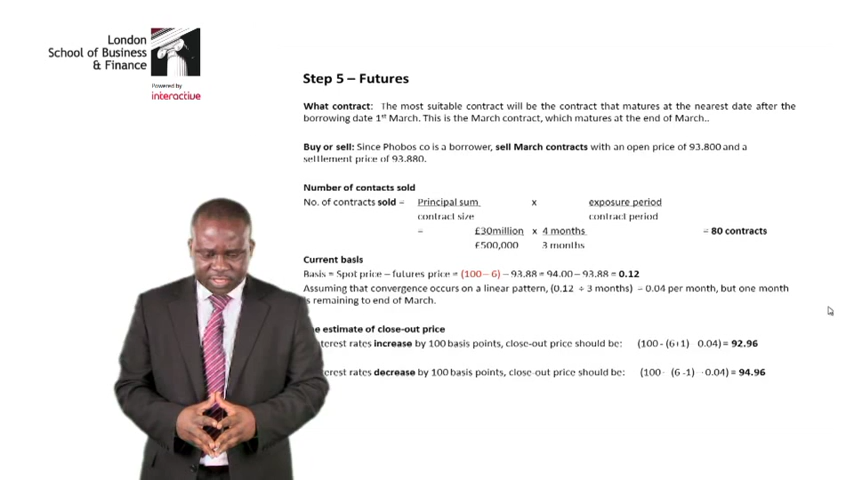 London
School of Business
& Finance
Powered by
interactive
Step 5 – Futures
What contract: The most suitable contract will be the contract that matures at the nearest date after the
borrowing date 1st March. This is the March contract, which matures at the end of March..
Buy or sell: Since Phobos co is a borrower, sell March contracts with an open price of 93.800 and a
settlement price of 93.880.
Number of contacts sold
No. of contracts sold = Principal sum x exposure period
contract size contract period
= £30million x 4 months = 80 contracts
£500,000 3 months
Current basis
Basis = Spot price – futures price = (100 – 6) – 93.88 = 94.00 – 93.88 = 0.12
Assuming that convergence occurs on a linear pattern, (0.12 ÷ 3 months) = 0.04 per month, but one month
is remaining to end of March.
estimate of close-out price
rates increase by 100 basis points, close-out price should be: (100 - (6+1) 0.04) = 92.96
rates decrease by 100 basis points, close-out price should be: (100 - (6 -1) - 0.04) = 94.96